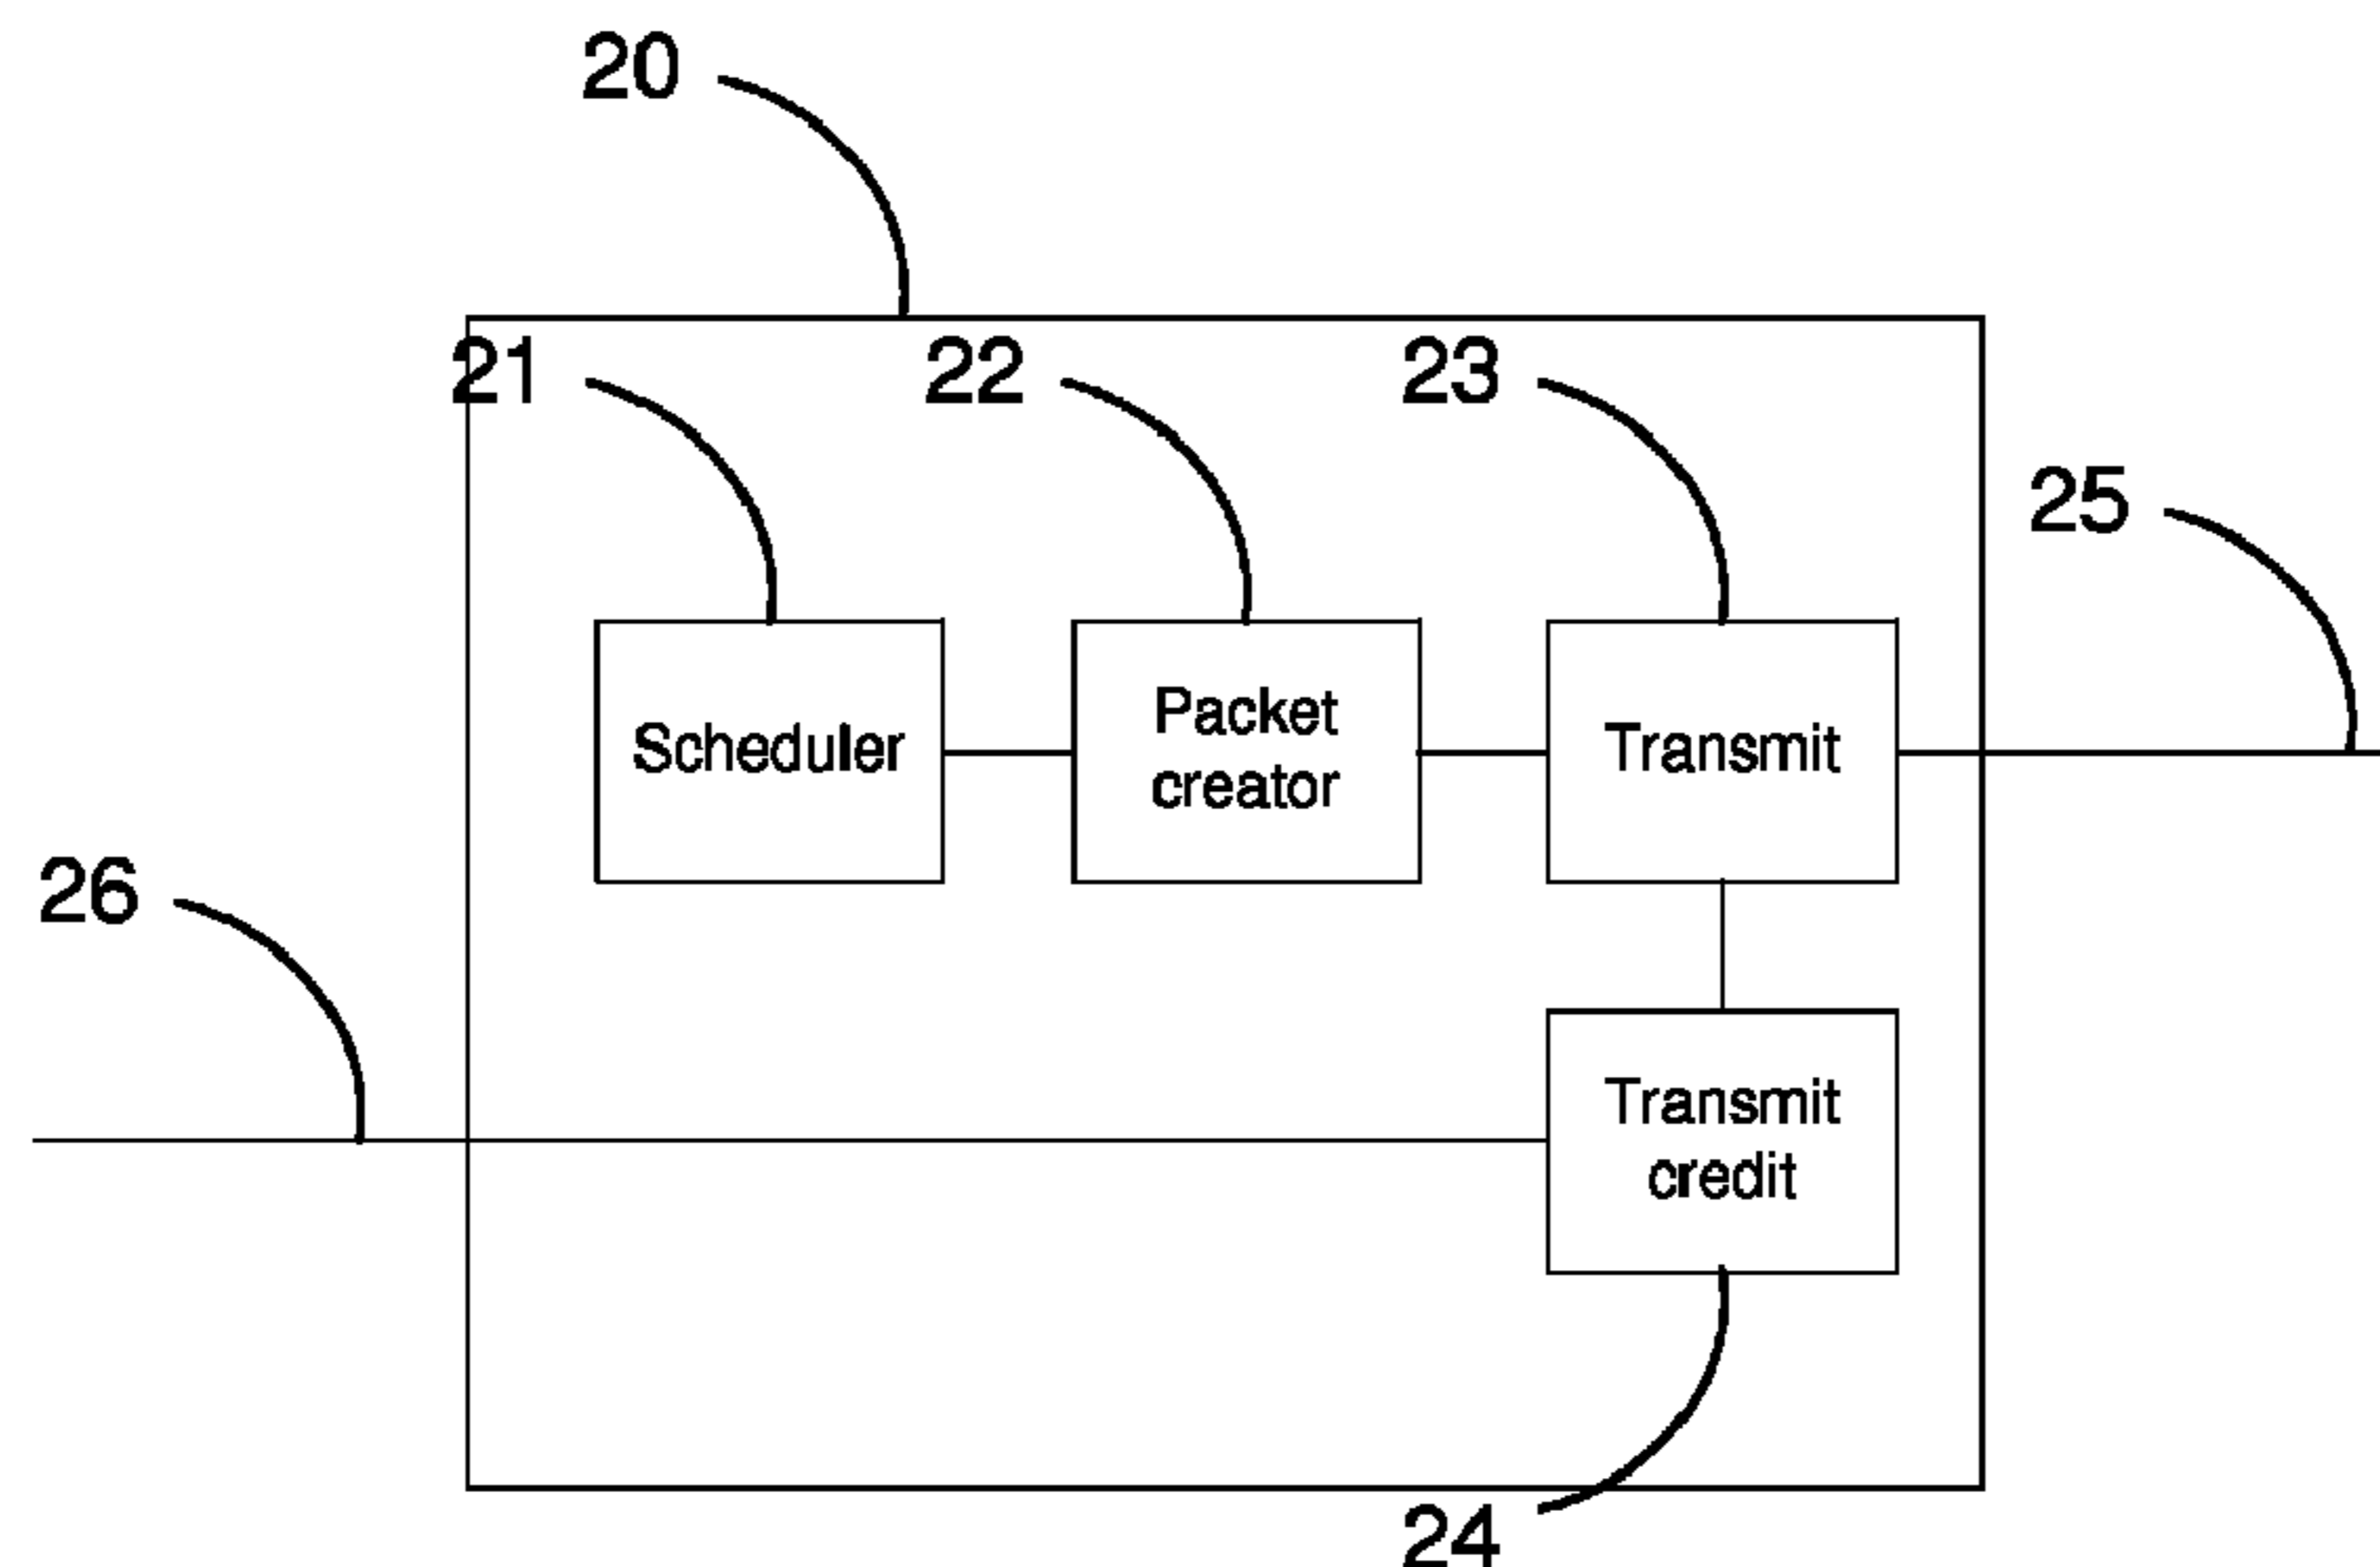 20
21
22
23
25
Scheduler
Packet
creator
Transmit
26
Transmit
credit
24